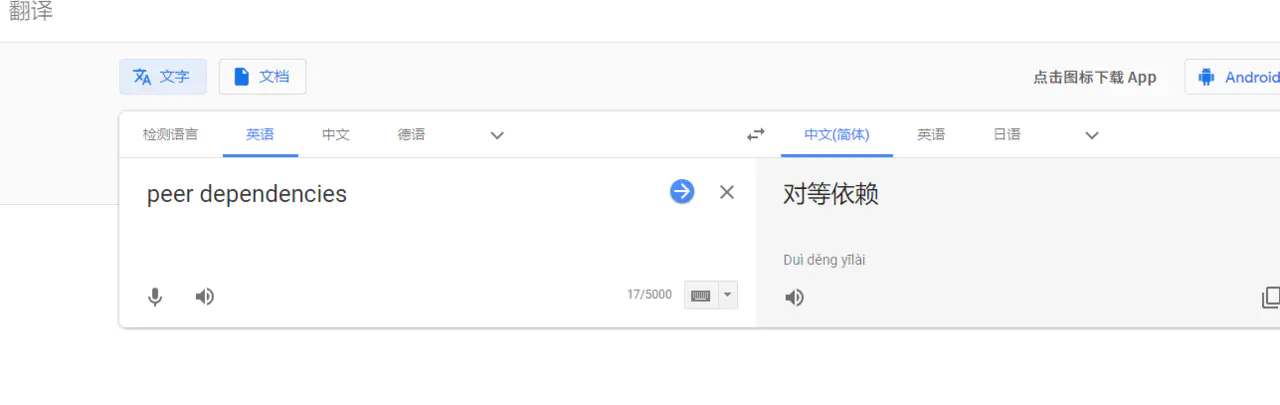 翻译
文字 文档 点击图标下载 App Android
检测语言 英语 中文 德语 中文(简体) 英语 日语
peer dependencies 对等依赖
Duì děng yīlài
17/5000